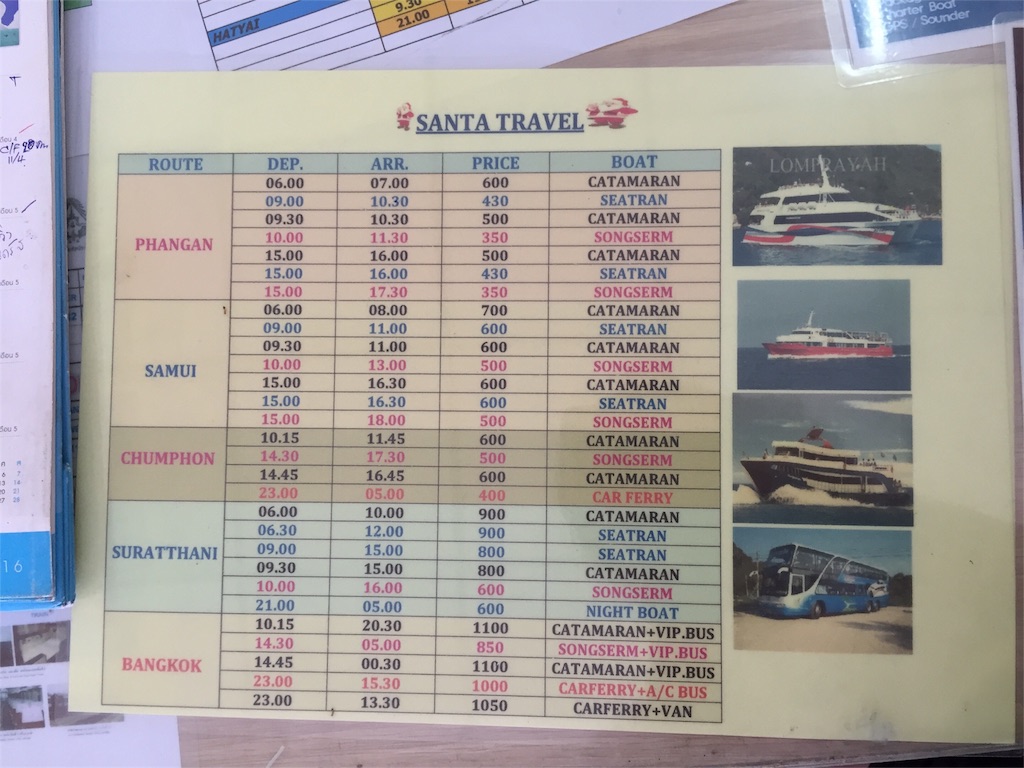 HATYAI
9.30
21.00
Charter Boat
GPS / Sounder
SANTA TRAVEL
ROUTE DEP. ARR. PRICE BOAT
PHANGAN
06.00 07.00 600 CATAMARAN
09.00 10.30 430 SEATRAN
09.30 10.30 500 CATAMARAN
10.00 11.30 350 SONGSERM
15.00 16.00 500 CATAMARAN
15.00 16.00 430 SEATRAN
15.00 17.30 350 SONGSERM
SAMUI
06.00 08.00 700 CATAMARAN
09.00 11.00 600 SEATRAN
09.30 11.00 600 CATAMARAN
10.00 13.00 500 SONGSERM
15.00 16.30 600 CATAMARAN
15.00 16.30 600 SEATRAN
15.00 18.00 500 SONGSERM
CHUMPHON
10.15 11.45 600 CATAMARAN
14.30 17.30 500 SONGSERM
14.45 16.45 600 CATAMARAN
23.00 05.00 400 CAR FERRY
SURATTHANI
06.00 10.00 900 CATAMARAN
06.30 12.00 900 SEATRAN
09.00 15.00 800 SEATRAN
09.30 15.00 800 CATAMARAN
10.00 16.00 600 SONGSERM
21.00 05.00 600 NIGHT BOAT
BANGKOK
10.15 20.30 1100 CATAMARAN+VIP.BUS
14.30 05.00 850 SONGSERM+VIP.BUS
14.45 00.30 1100 CATAMARAN+VIP.BUS
23.00 15.30 1000 CARFERRY+A/C BUS
23.00 13.30 1050 CARFERRY+VAN
LOMPRAYAH
16